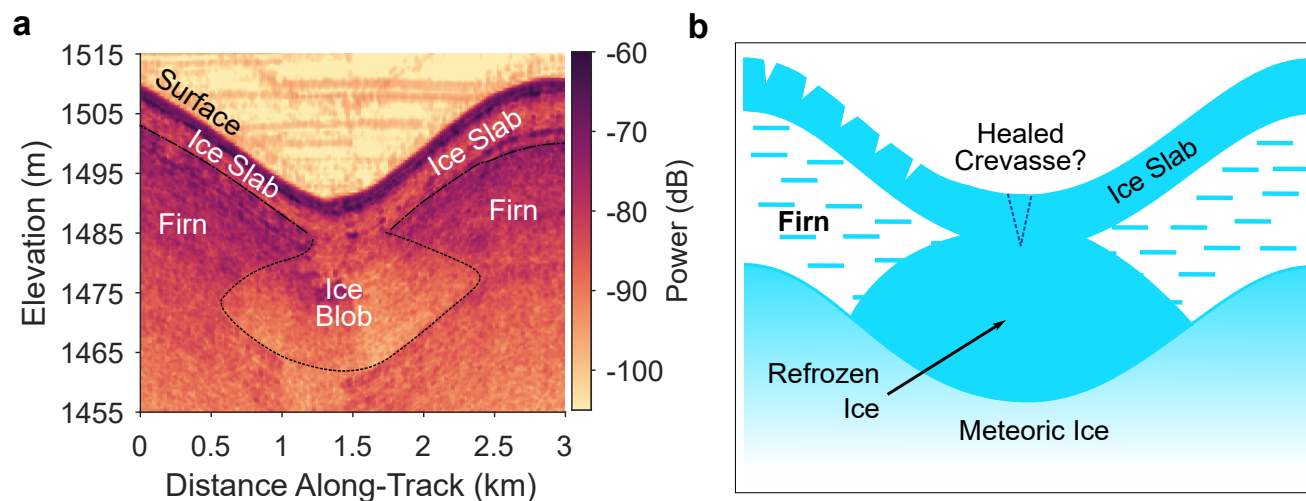 a
1515
1505
1495
1485
1475
1465
1455
Elevation (m)
0
0.5
1
1.5
2
2.5
3
Distance Along-Track (km)
Surface
Ice Slab
Ice Slab
Firn
Firn
Ice
Blob
-60
-70
-80
-90
-100
Power (dB)
b
Healed
Crevasse?
Ice Slab
Firn
Refrozen
Ice
Meteoric Ice